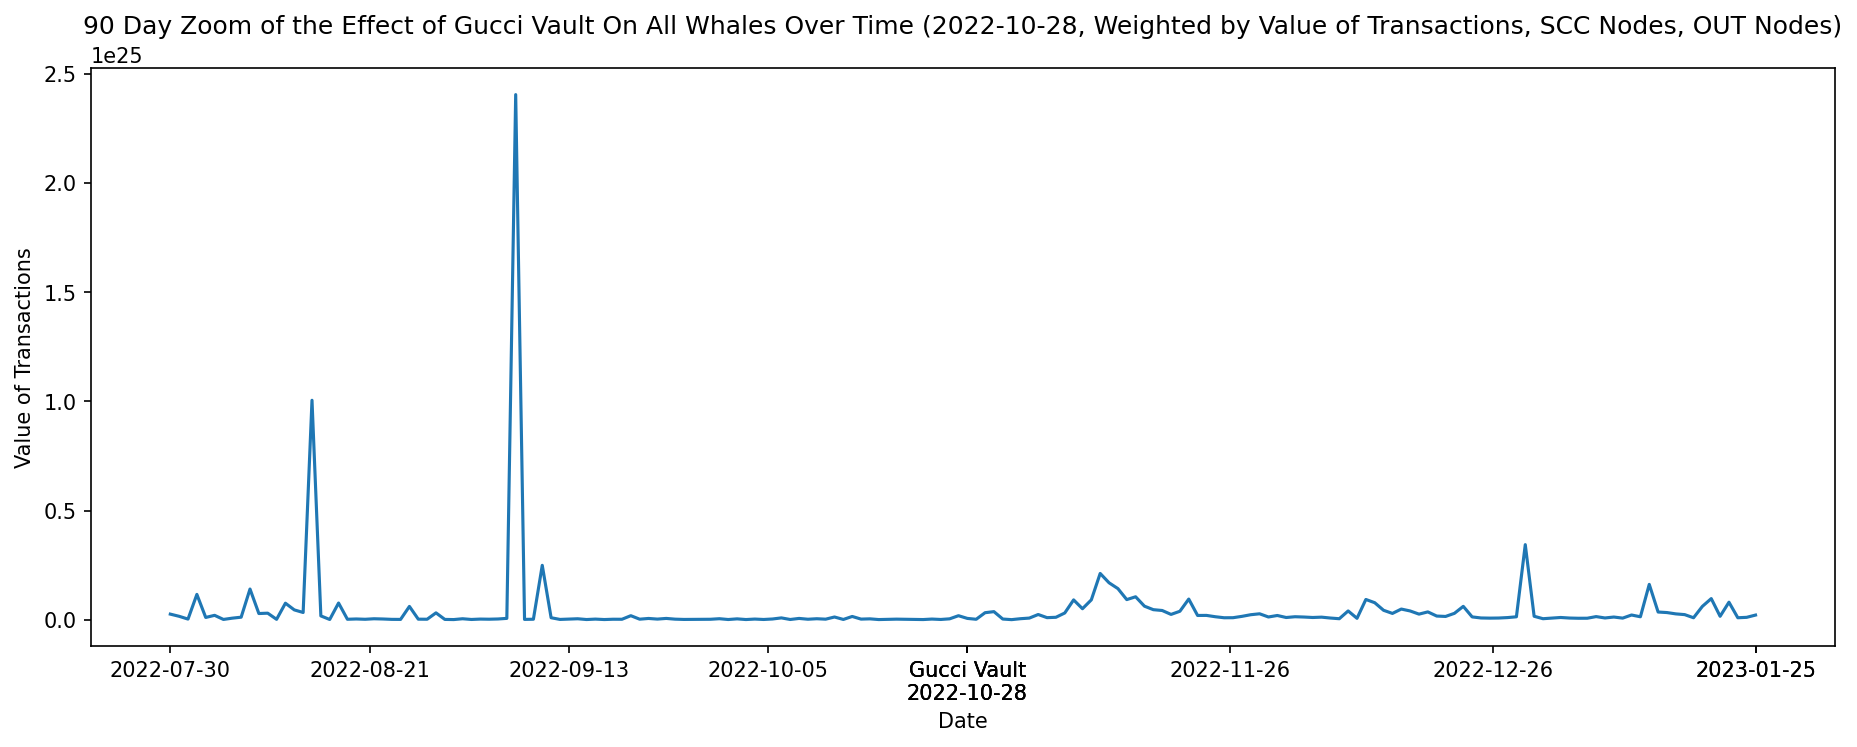 90 Day Zoom of the Effect of Gucci Vault On All Whales Over Time (2022-10-28, Weighted by Value of Transactions, SCC Nodes, OUT Nodes)
1e25
2.5
2.0
1.5
1.0
0.5
0.0
Value of Transactions
2022-07-30 2022-08-21 2022-09-13 2022-10-05 Gucci Vault 2022-11-26 2022-12-26 2023-01-25
2022-10-28
Date